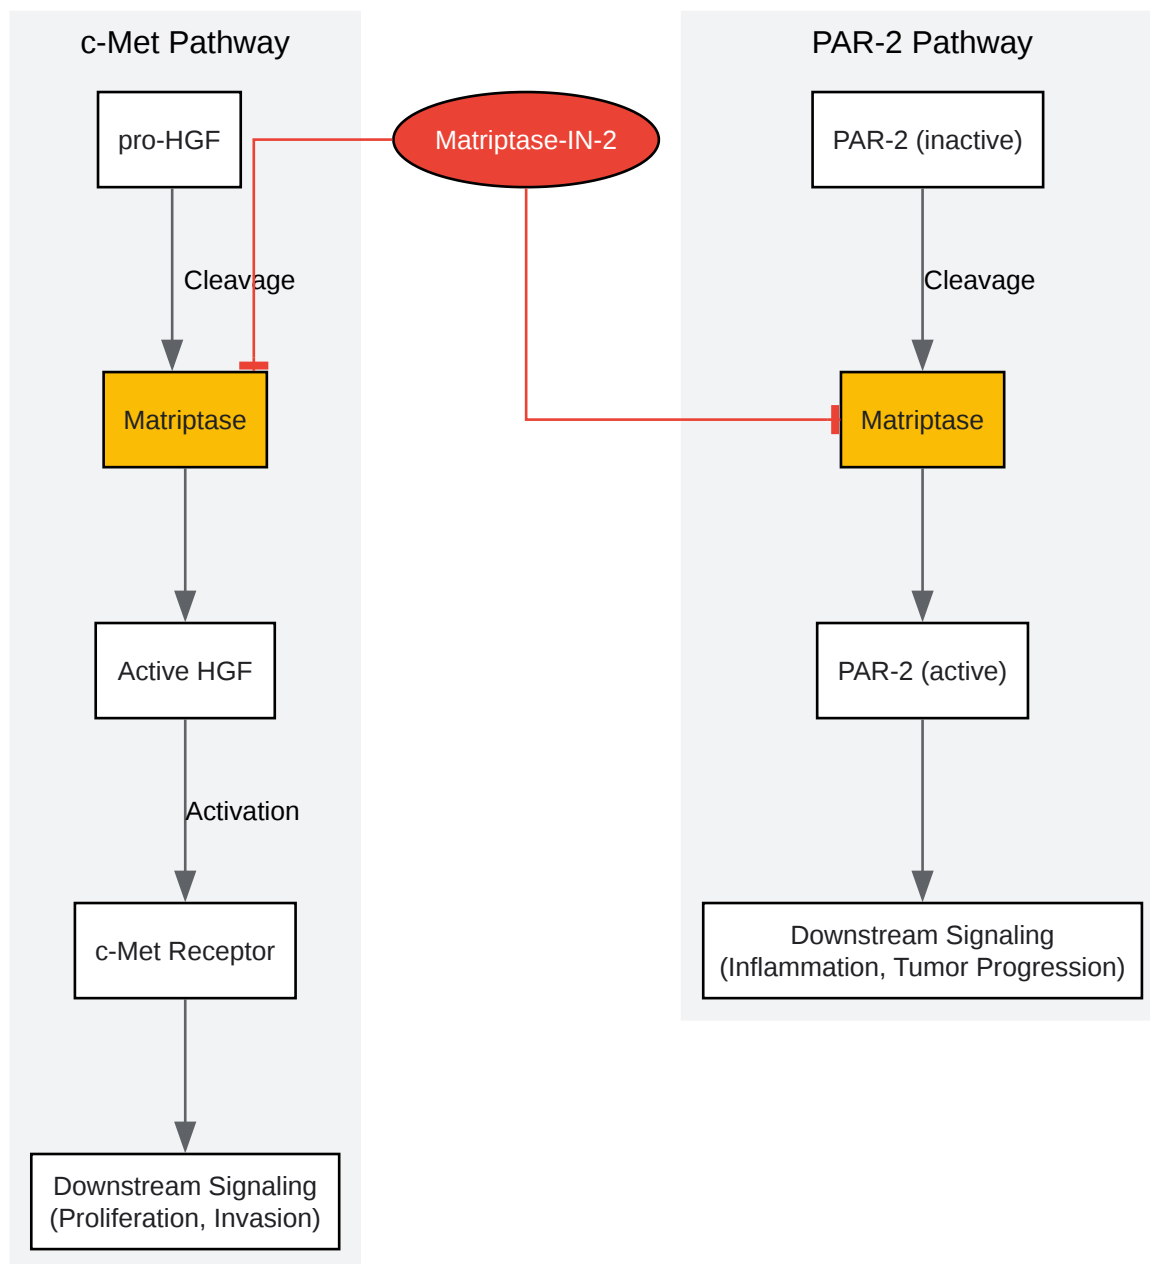 c-Met Pathway
PAR-2 Pathway
pro-HGF
Matriptase-IN-2
PAR-2 (inactive)
Cleavage
Cleavage
Matriptase
Matriptase
Active HGF
PAR-2 (active)
Activation
c-Met Receptor
Downstream Signaling
(Inflammation, Tumor Progression)
Downstream Signaling
(Proliferation, Invasion)